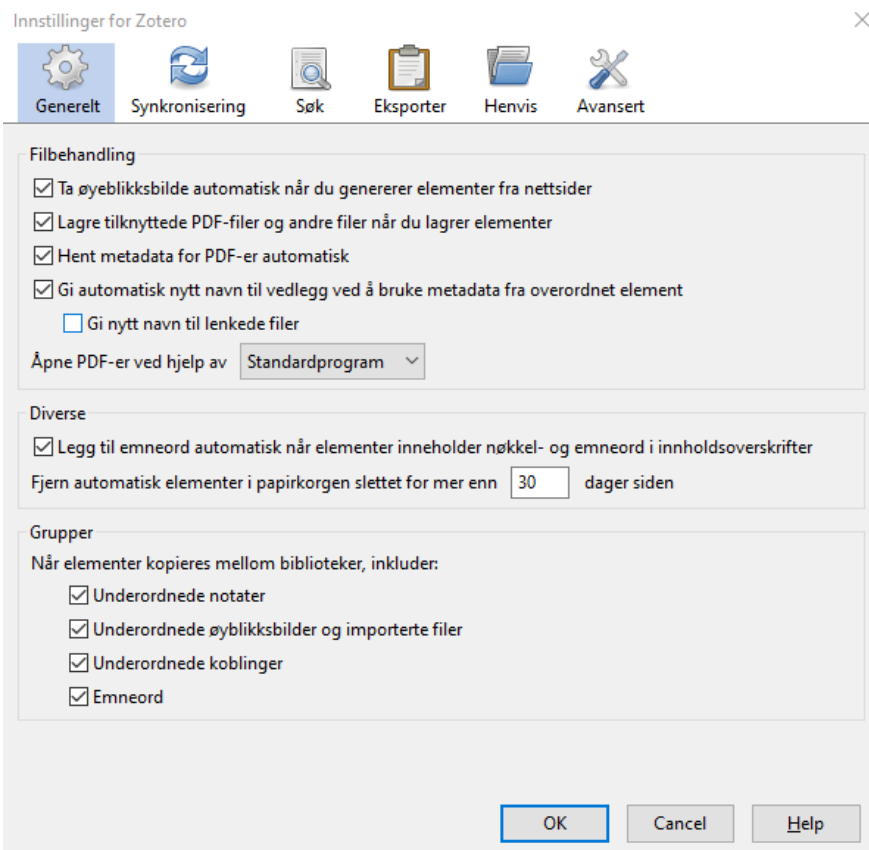 Innstillinger for Zotero
Generelt Synkronisering Søk Eksporter Henvis Avansert
Filbehandling
Ta øyeblikksbilde automatisk når du genererer elementer fra nettsider
Lagre tilknyttede PDF-filer og andre filer når du lagrer elementer
Hent metadata for PDF-er automatisk
Gi automatisk nytt navn til vedlegg ved å bruke metadata fra overordnet element
Gi nytt navn til lenkede filer
Åpne PDF-er ved hjelp av Standardprogram
Diverse
Legg til emneord automatisk når elementer inneholder nøkkel- og emneord i innholdsoverskrifter
Fjern automatisk elementer i papirkorgen slettet for mer enn 30 dager siden
Grupper
Når elementer kopieres mellom biblioteker, inkluder:
Underordnede notater
Underordnede øyblikksbilder og importerte filer
Underordnede koblinger
Emneord
OK Cancel Help